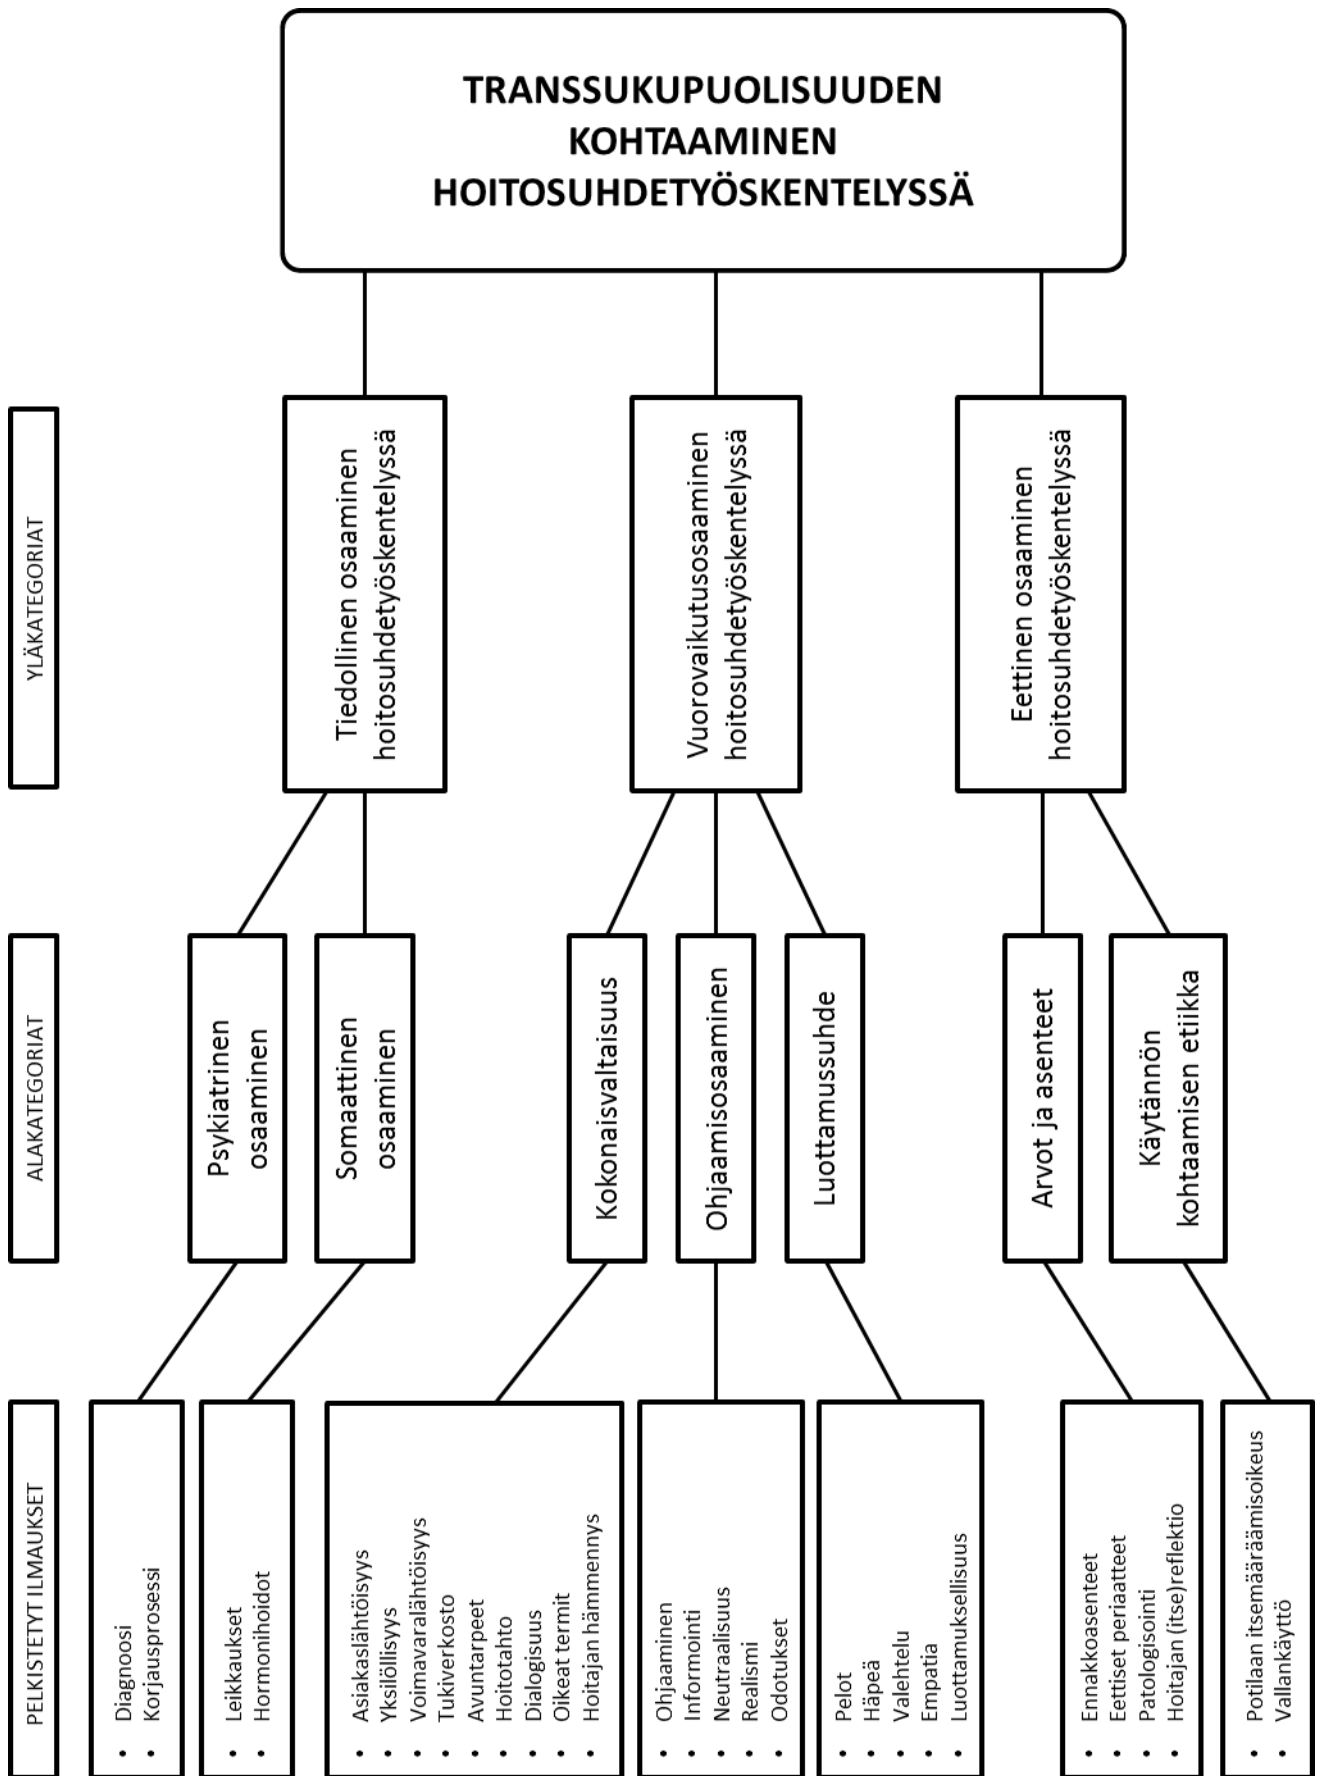 TRANSSUKUPUOLISUUDEN
KOHTAAMINEN
HOITOSUHDETYÖSKENTELYSSÄ
YLÄKATEGORIAT
Tiedollinen osaaminen
hoitosuhdetyöskentelyssä
Vuorovaikutusosaaminen
hoitosuhdetyöskentelyssä
Eettinen osaaminen
hoitosuhdetyöskentelyssä
ALAKATEGORIAT
Psykiatrinen
osaaminen
Somaattinen
osaaminen
Kokonaisvaltaisuus
Ohjaamisosaaminen
Luottamussuhde
Arvot ja asenteet
Käytännön
kohtaamisen etiikka
PELKISTETYT ILMAUKSET
• Diagnoosi
• Korjausprosessi
• Leikkaukset
• Hormonihoidot
• Asiakaslähtöisyys
• Yksilöllisyys
• Voimavaralähtöisyys
• Tukiverkosto
• Avuntarpeet
• Hoitotahto
• Dialogisuus
• Oikeat termit
• Hoitajan hämmennys
• Ohjaaminen
• Informointi
• Neutraalisuus
• Realismi
• Odotukset
• Pelot
• Häpeä
• Valehtelu
• Empatia
• Luottamuksellisuus
• Ennakkoasenteet
• Eettiset periaatteet
• Patologisointi
• Hoitajan (itse)reflektio
• Potilaan itsemääräämisoikeus
• Vallankäyttö